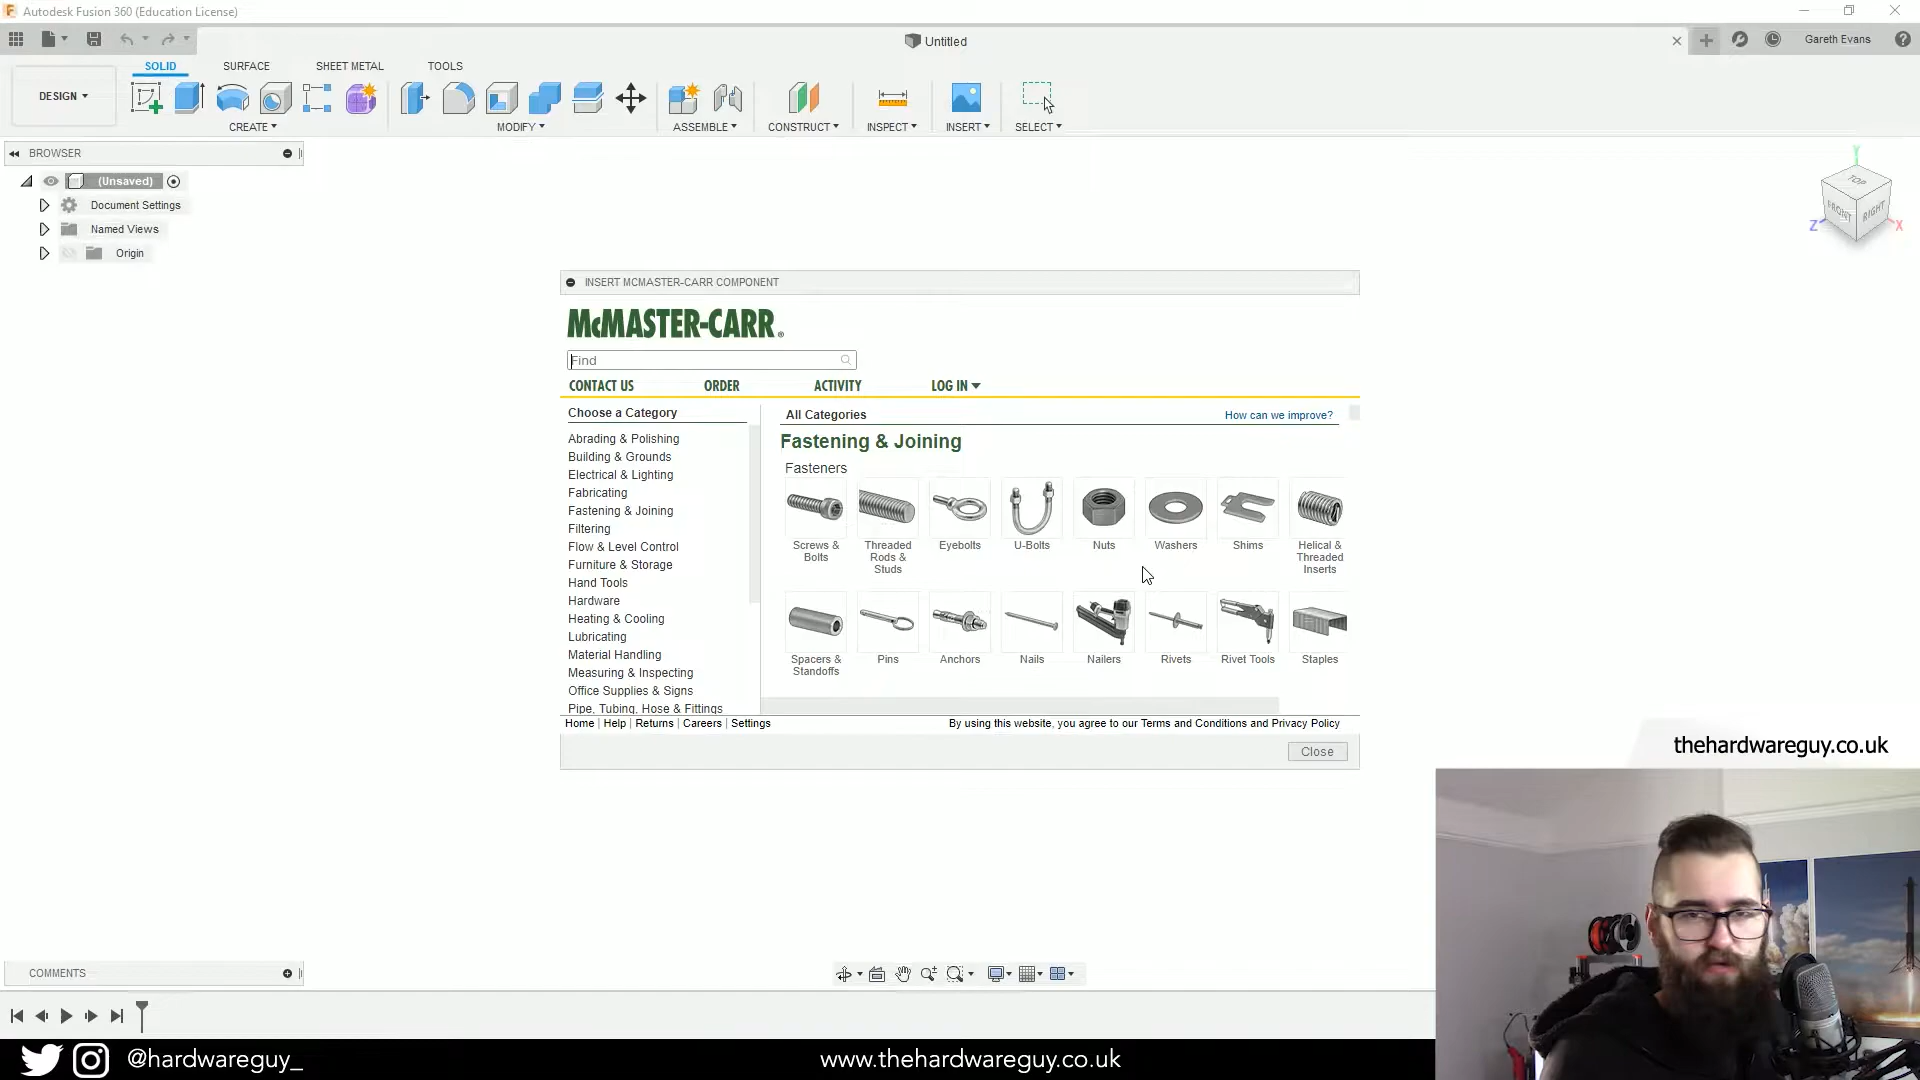 Autodesk Fusion 360 (Education License)
Untitled
Gareth Evans
SOLID SURFACE SHEET METAL TOOLS
DESIGN
CREATE MODIFY ASSEMBLE CONSTRUCT INSPECT INSERT SELECT
BROWSER
(Unsaved)
Document Settings
Named Views
Origin
Y
TOP
FRONT
RIGHT
Z
X
INSERT MCMASTER-CARR COMPONENT
McMASTER-CARR®
Find
CONTACT US ORDER ACTIVITY LOG IN
Choose a Category
Abrading & Polishing
Building & Grounds
Electrical & Lighting
Fabricating
Fastening & Joining
Filtering
Flow & Level Control
Furniture & Storage
Hand Tools
Hardware
Heating & Cooling
Lubricating
Material Handling
Measuring & Inspecting
Office Supplies & Signs
Pipe, Tubing, Hose & Fittings
All Categories
How can we improve?
Fastening & Joining
Fasteners
Screws &
Bolts
Threaded
Rods &
Studs
Eyebolts
U-Bolts
Nuts
Washers
Shims
Helical &
Threaded
Inserts
Spacers &
Standoffs
Pins
Anchors
Nails
Nailers
Rivets
Rivet Tools
Staples
Home | Help | Returns | Careers | Settings
By using this website, you agree to our Terms and Conditions and Privacy Policy
Close
thehardwareguy.co.uk
COMMENTS
@hardwareguy_
www.thehardwareguy.co.uk